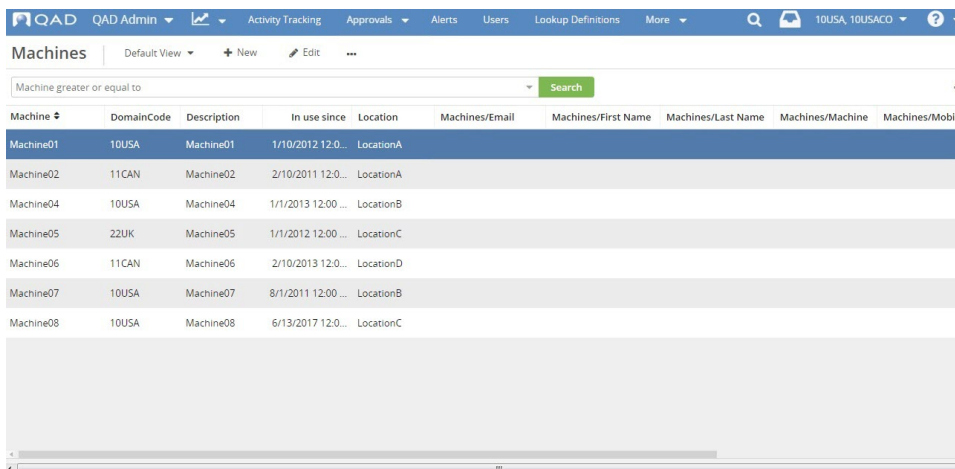 QAD QAD Admin Activity Tracking Approvals Alerts Users Lookup Definitions More 10USA, 10USACO ?
Machines Default View + New Edit ...
Machine greater or equal to Search
Machine DomainCode Description In use since Location Machines/Email Machines/First Name Machines/Last Name Machines/Machine Machines/Mobi
Machine01 10USA Machine01 1/10/2012 12:0... LocationA
Machine02 11CAN Machine02 2/10/2011 12:0... LocationA
Machine04 10USA Machine04 1/1/2013 12:00 ... LocationB
Machine05 22UK Machine05 1/1/2012 12:00 ... LocationC
Machine06 11CAN Machine06 2/10/2013 12:0... LocationD
Machine07 10USA Machine07 8/1/2011 12:00 ... LocationB
Machine08 10USA Machine08 6/13/2017 12:0... LocationC